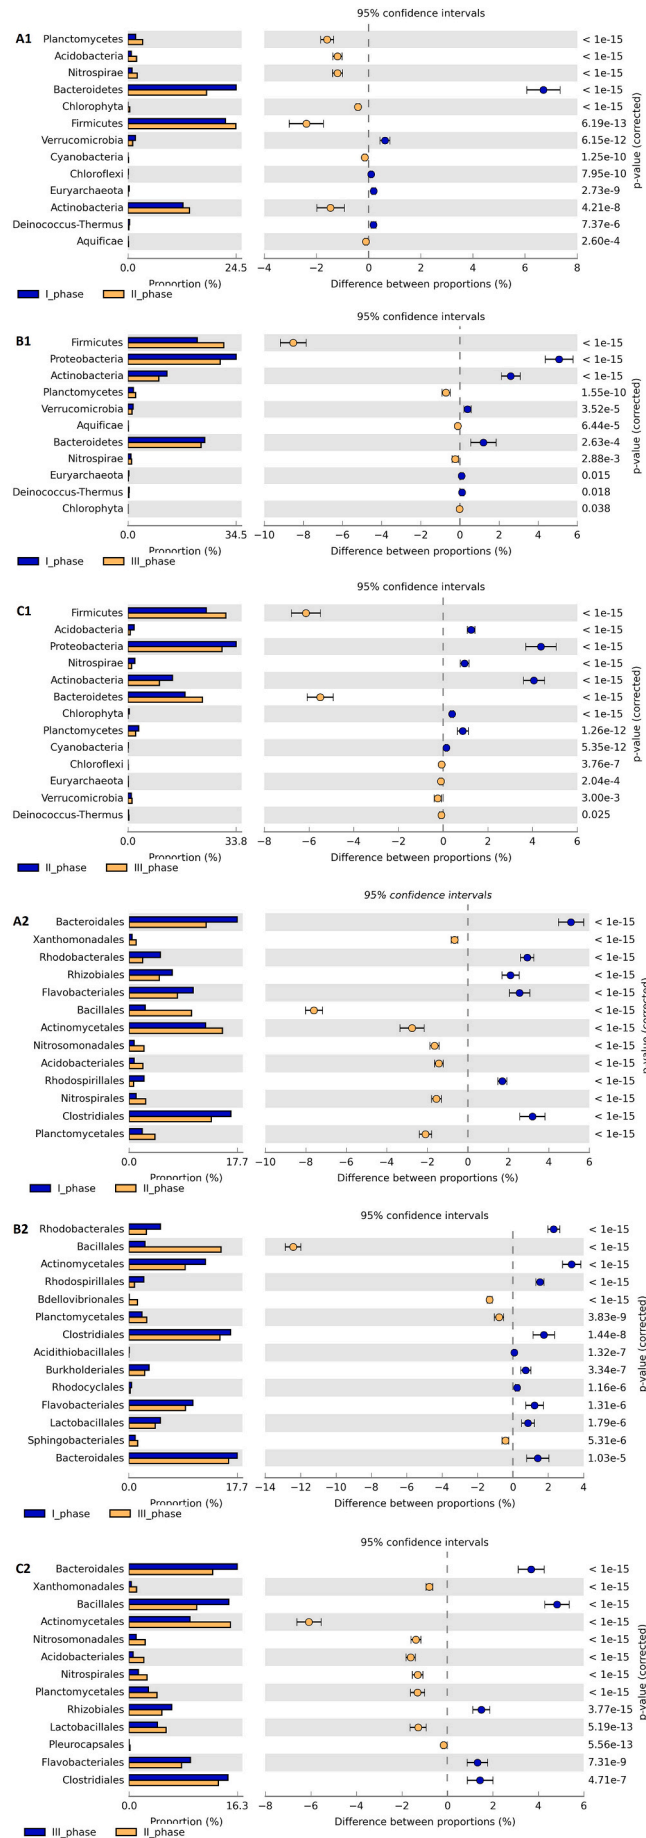 95% confidence intervals
A1
Planctomycetes < 1e-15
Acidobacteria < 1e-15
Nitrospirae < 1e-15
Bacteroidetes < 1e-15
Chlorophyta < 1e-15
Firmicutes 6.19e-13
Verrucomicrobia 6.15e-12
Cyanobacteria 1.25e-10
Chloroflexi 7.95e-10
Euryarchaeota 2.73e-9
Actinobacteria 4.21e-8
Deinococcus-Thermus 7.37e-6
Aquificae 2.60e-4
p-value (corrected)
0.0 24.5 −4 −2 0 2 4 6 8
Proportion (%) Difference between proportions (%)
I_phase II_phase
95% confidence intervals
B1
Firmicutes < 1e-15
Proteobacteria < 1e-15
Actinobacteria < 1e-15
Planctomycetes 1.55e-10
Verrucomicrobia 3.52e-5
Aquificae 6.44e-5
Bacteroidetes 2.63e-4
Nitrospirae 2.88e-3
Euryarchaeota 0.015
Deinococcus-Thermus 0.018
Chlorophyta 0.038
p-value (corrected)
0.0 34.5 −10 −8 −6 −4 −2 0 2 4 6
Proportion (%) Difference between proportions (%)
I_phase III_phase
95% confidence intervals
C1
Firmicutes < 1e-15
Acidobacteria < 1e-15
Proteobacteria < 1e-15
Nitrospirae < 1e-15
Actinobacteria < 1e-15
Bacteroidetes < 1e-15
Chlorophyta < 1e-15
Planctomycetes 1.26e-12
Cyanobacteria 5.35e-12
Chloroflexi 3.76e-7
Euryarchaeota 2.04e-4
Verrucomicrobia 3.00e-3
Deinococcus-Thermus 0.025
p-value (corrected)
0.0 33.8 −8 −6 −4 −2 0 2 4 6
Proportion (%) Difference between proportions (%)
II_phase III_phase
95% confidence intervals
A2
Bacteroidales < 1e-15
Xanthomonadales < 1e-15
Rhodobacterales < 1e-15
Rhizobiales < 1e-15
Flavobacteriales < 1e-15
Bacillales < 1e-15
Actinomycetales < 1e-15
Nitrosomonadales < 1e-15
Acidobacteriales < 1e-15
Rhodospirillales < 1e-15
Nitrospirales < 1e-15
Clostridiales < 1e-15
Planctomycetales < 1e-15
p-value (corrected)
0.0 17.7 −10 −8 −6 −4 −2 0 2 4 6
Proportion (%) Difference between proportions (%)
I_phase II_phase
95% confidence intervals
B2
Rhodobacterales < 1e-15
Bacillales < 1e-15
Actinomycetales < 1e-15
Rhodospirillales < 1e-15
Bdellovibrionales < 1e-15
Planctomycetales 3.83e-9
Clostridiales 1.44e-8
Acidithiobacillales 1.32e-7
Burkholderiales 3.34e-7
Rhodocyclales 1.16e-6
Flavobacteriales 1.31e-6
Lactobacillales 1.79e-6
Sphingobacteriales 5.31e-6
Bacteroidales 1.03e-5
p-value (corrected)
0.0 17.7 −14 −12 −10 −8 −6 −4 −2 0 2 4
Proportion (%) Difference between proportions (%)
I_phase III_phase
95% confidence intervals
C2
Bacteroidales < 1e-15
Xanthomonadales < 1e-15
Bacillales < 1e-15
Actinomycetales < 1e-15
Nitrosomonadales < 1e-15
Acidobacteriales < 1e-15
Nitrospirales < 1e-15
Planctomycetales < 1e-15
Rhizobiales 3.77e-15
Lactobacillales 5.19e-13
Pleurocapsales 5.56e-13
Flavobacteriales 7.31e-9
Clostridiales 4.71e-7
p-value (corrected)
0.0 16.3 −8 −6 −4 −2 0 2 4 6
Proportion (%) Difference between proportions (%)
III_phase II_phase